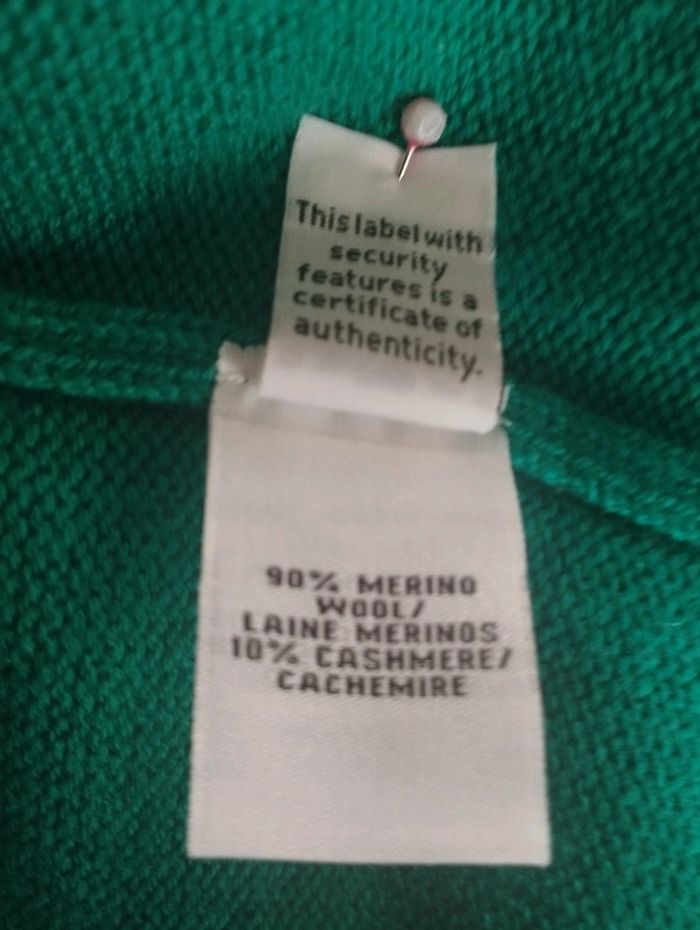 This label with
security
features is a
certificate of
authenticity.
90% MERINO
WOOL/
LAINE MERINOS
10% CASHMERE/
CACHEMIRE